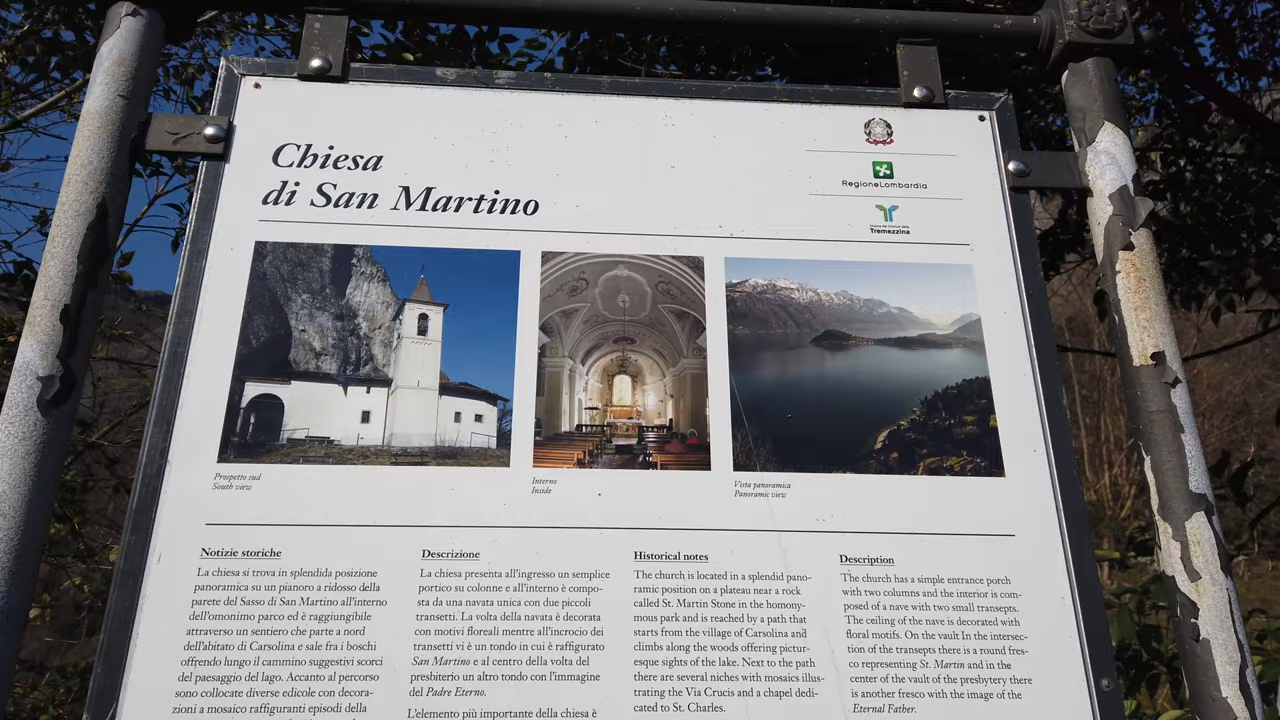 Chiesa
di San Martino
RegioneLombardia
Tremezzina
Prospetto sud
South view
Interno
Inside
Vista panoramica
Panoramic view
Notizie storiche
La chiesa si trova in splendida posizione
panoramica su un pianoro a ridosso della
parete del Sasso di San Martino all'interno
dell'omonimo parco ed è raggiungibile
attraverso un sentiero che parte a nord
dell'abitato di Carsolina e sale fra i boschi
offrendo lungo il cammino suggestivi scorci
del paesaggio del lago. Accanto al percorso
sono collocate diverse edicole con decora-
zioni a mosaico raffiguranti episodi della
Descrizione
La chiesa presenta all'ingresso un semplice
portico su colonne e all'interno è compo-
sta da una navata unica con due piccoli
transetti. La volta della navata è decorata
con motivi floreali mentre all'incrocio dei
transetti vi è un tondo in cui è raffigurato
San Martino e al centro della volta del
presbiterio un altro tondo con l'immagine
del Padre Eterno.
L'elemento più importante della chiesa è
Historical notes
The church is located in a splendid pano-
ramic position on a plateau near a rock
called St. Martin Stone in the homony-
mous park and is reached by a path that
starts from the village of Carsolina and
climbs along the woods offering pictur-
esque sights of the lake. Next to the path
there are several niches with mosaics illus-
trating the Via Crucis and a chapel dedi-
cated to St. Charles.
Description
The church has a simple entrance porch
with two columns and the interior is com-
posed of a nave with two small transepts.
The ceiling of the nave is decorated with
floral motifs. On the vault In the intersec-
tion of the transepts there is a round fres-
co representing St. Martin and in the
center of the vault of the presbytery there
is another fresco with the image of the
Eternal Father.